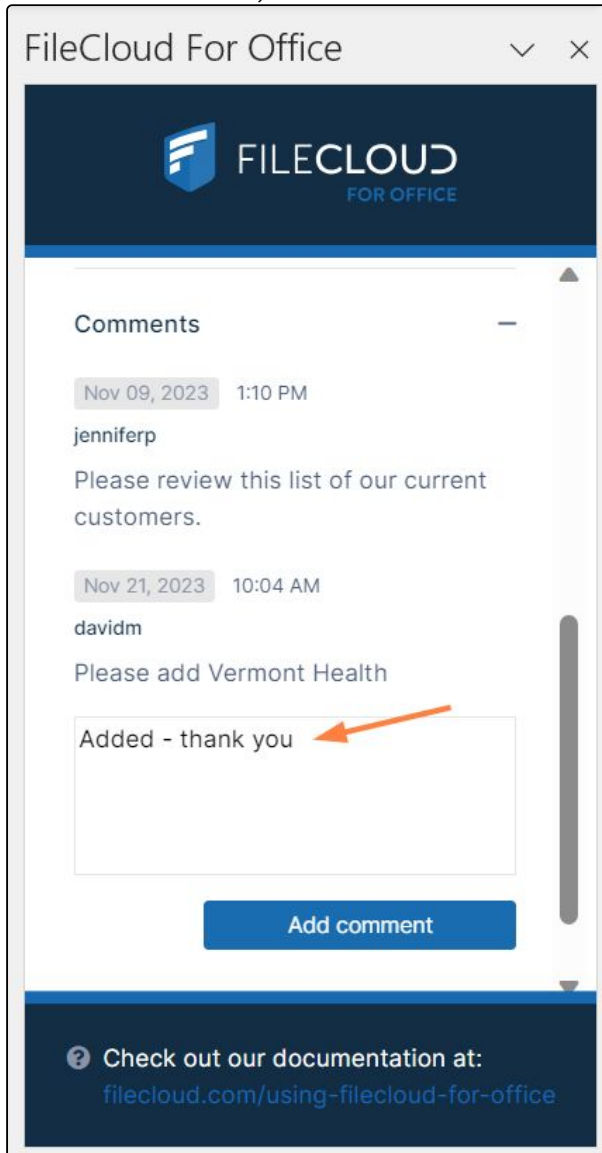 FileCloud For Office
FILECLOUD
FOR OFFICE
Comments
Nov 09, 2023 1:10 PM
jenniferp
Please review this list of our current
customers.
Nov 21, 2023 10:04 AM
davidm
Please add Vermont Health
Added - thank you
Add comment
Check out our documentation at:
filecloud.com/using-filecloud-for-office